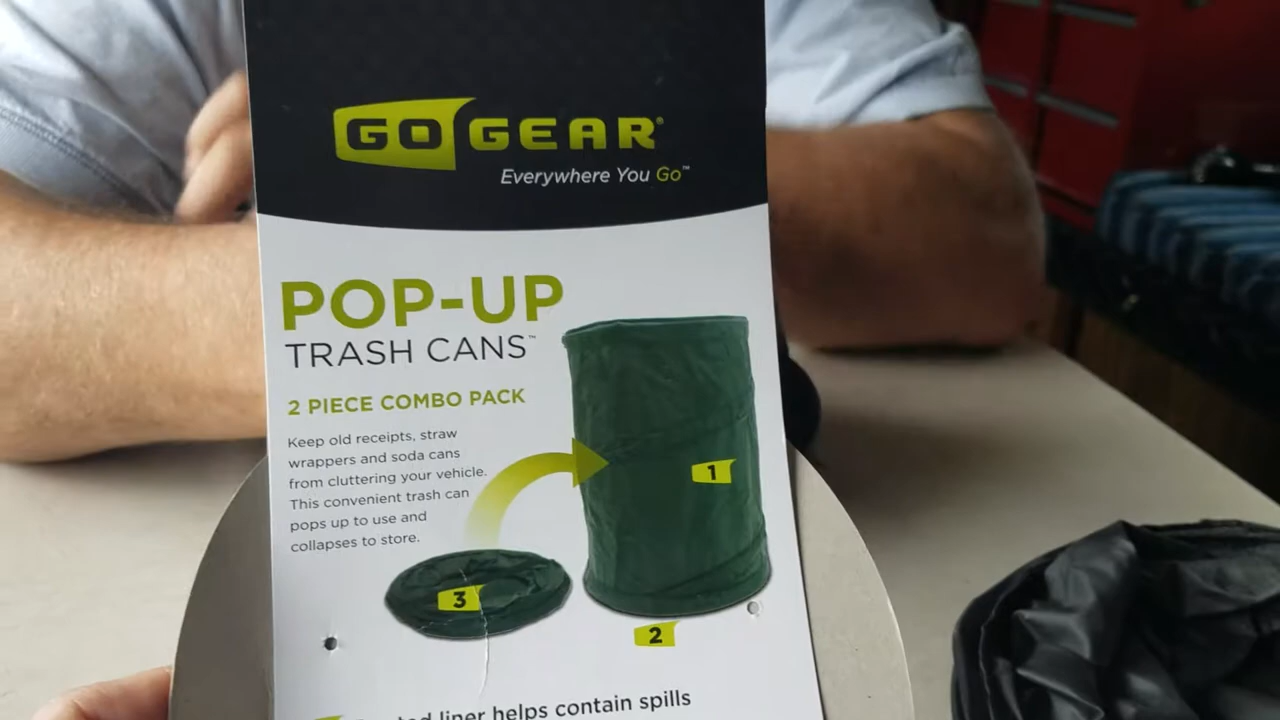 GO GEAR®
Everywhere You Go™
POP-UP
TRASH CANS™
2 PIECE COMBO PACK
Keep old receipts, straw
wrappers and soda cans
from cluttering your vehicle.
This convenient trash can
pops up to use and
collapses to store.
1
3
2
liner helps contain spills